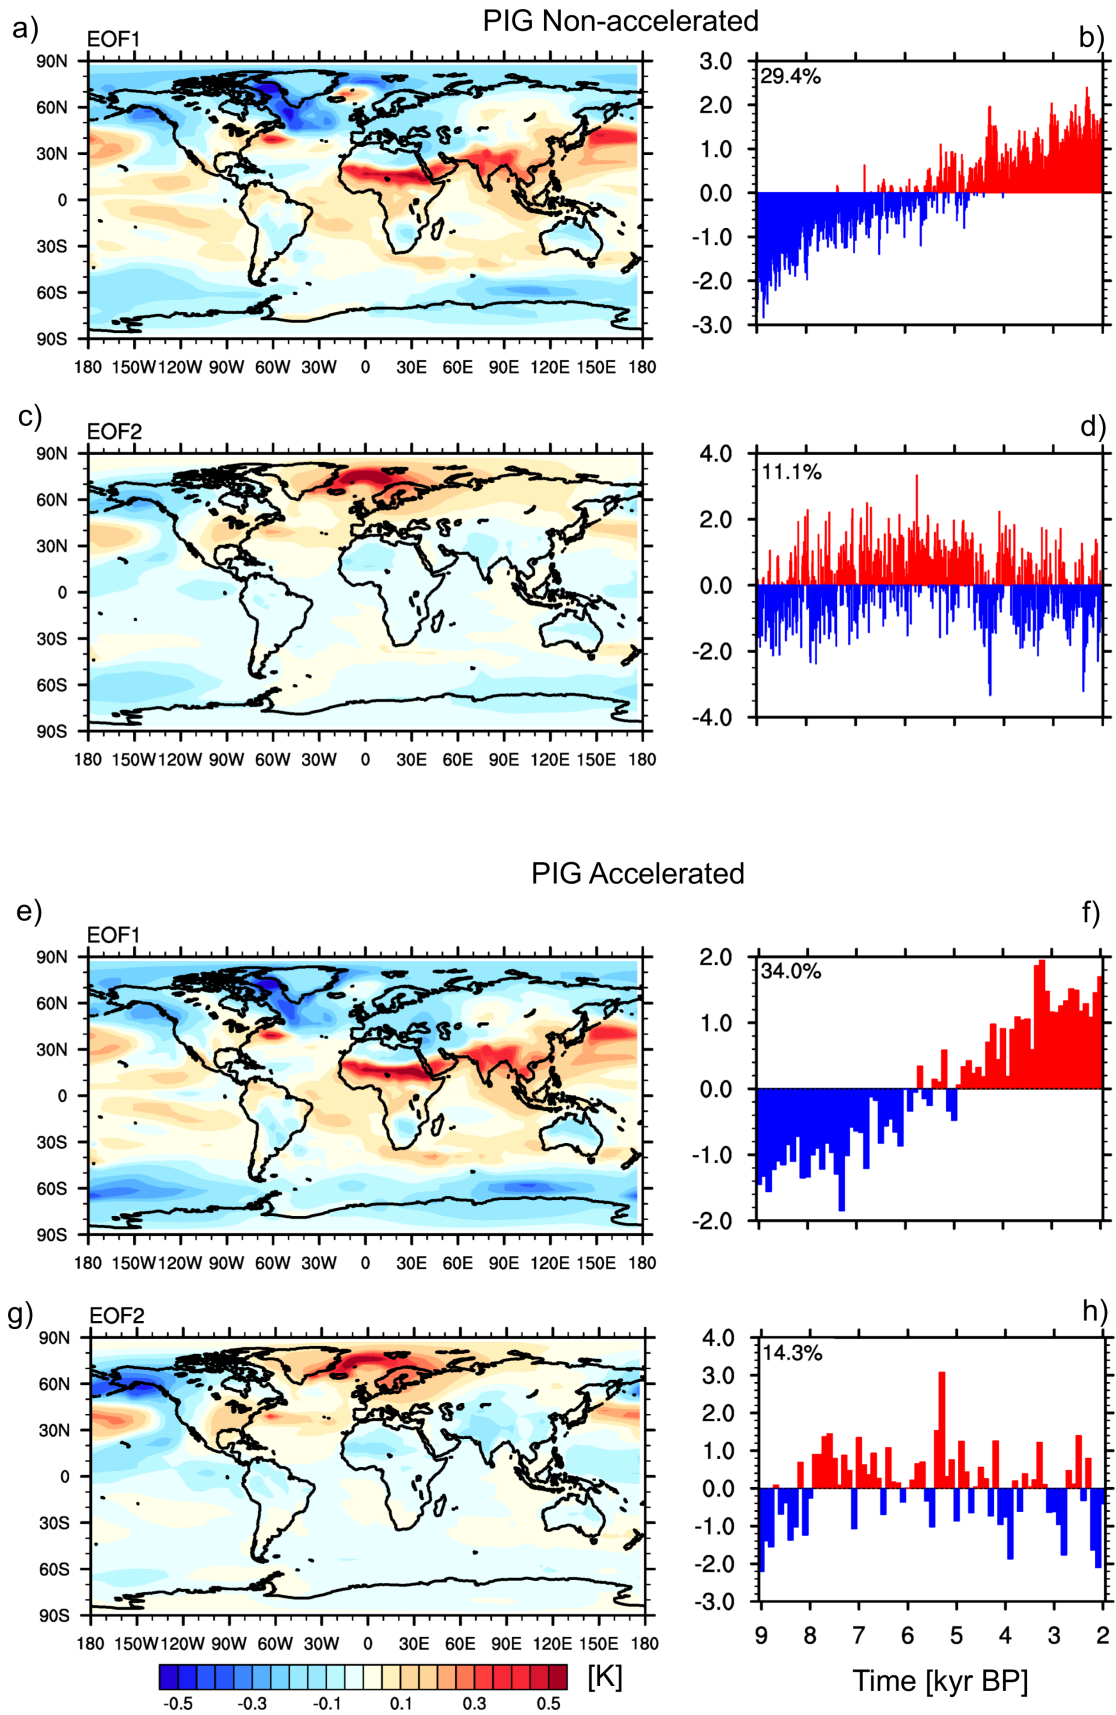 PIG Non-accelerated
a)
EOF1
90N
60N
30N
0
30S
60S
90S
180 150W 120W 90W 60W 30W 0 30E 60E 90E 120E 150E 180
b)
29.4%
3.0
2.0
1.0
0.0
-1.0
-2.0
-3.0
c)
EOF2
90N
60N
30N
0
30S
60S
90S
180 150W 120W 90W 60W 30W 0 30E 60E 90E 120E 150E 180
d)
11.1%
4.0
2.0
0.0
-2.0
-4.0
PIG Accelerated
e)
EOF1
90N
60N
30N
0
30S
60S
90S
180 150W 120W 90W 60W 30W 0 30E 60E 90E 120E 150E 180
f)
34.0%
2.0
1.0
0.0
-1.0
-2.0
g)
EOF2
90N
60N
30N
0
30S
60S
90S
180 150W 120W 90W 60W 30W 0 30E 60E 90E 120E 150E 180
-0.5 -0.3 -0.1 0.1 0.3 0.5
[K]
h)
14.3%
4.0
3.0
2.0
1.0
0.0
-1.0
-2.0
-3.0
9 8 7 6 5 4 3 2
Time [kyr BP]